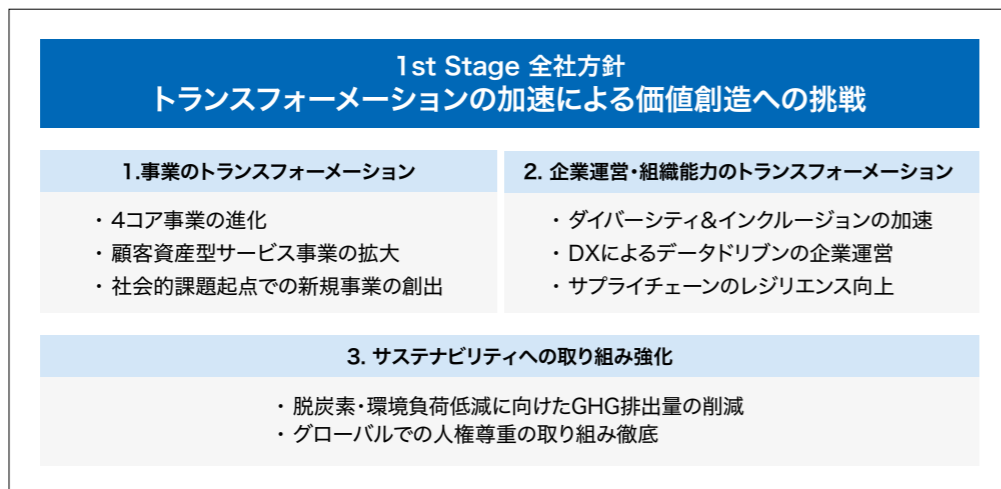 1st Stage 全社方針
トランスフォーメーションの加速による価値創造への挑戦
1.事業のトランスフォーメーション
・ 4コア事業の進化
・ 顧客資産型サービス事業の拡大
・ 社会的課題起点での新規事業の創出
2. 企業運営・組織能力のトランスフォーメーション
・ ダイバーシティ&インクルージョンの加速
・ DXによるデータドリブンの企業運営
・ サプライチェーンのレジリエンス向上
3. サステナビリティへの取り組み強化
・ 脱炭素・環境負荷低減に向けたGHG排出量の削減
・ グローバルでの人権尊重の取り組み徹底